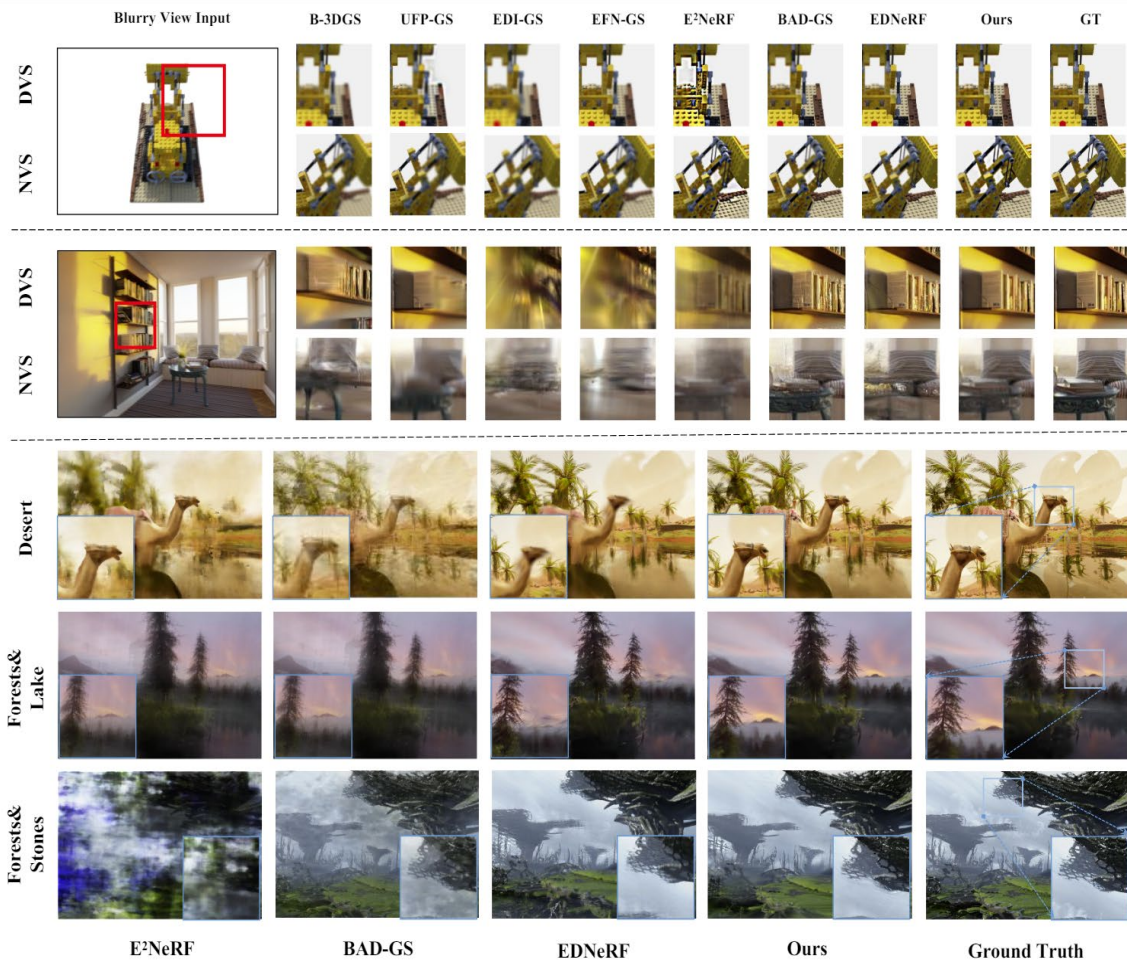 Blurry View Input B-3DGS UFP-GS EDI-GS EFN-GS E²NeRF BAD-GS EDNeRF Ours GT
DVS
NVS
DVS
NVS
Desert
Forests&
Lake
Forests&
Stones
E²NeRF BAD-GS EDNeRF Ours Ground Truth